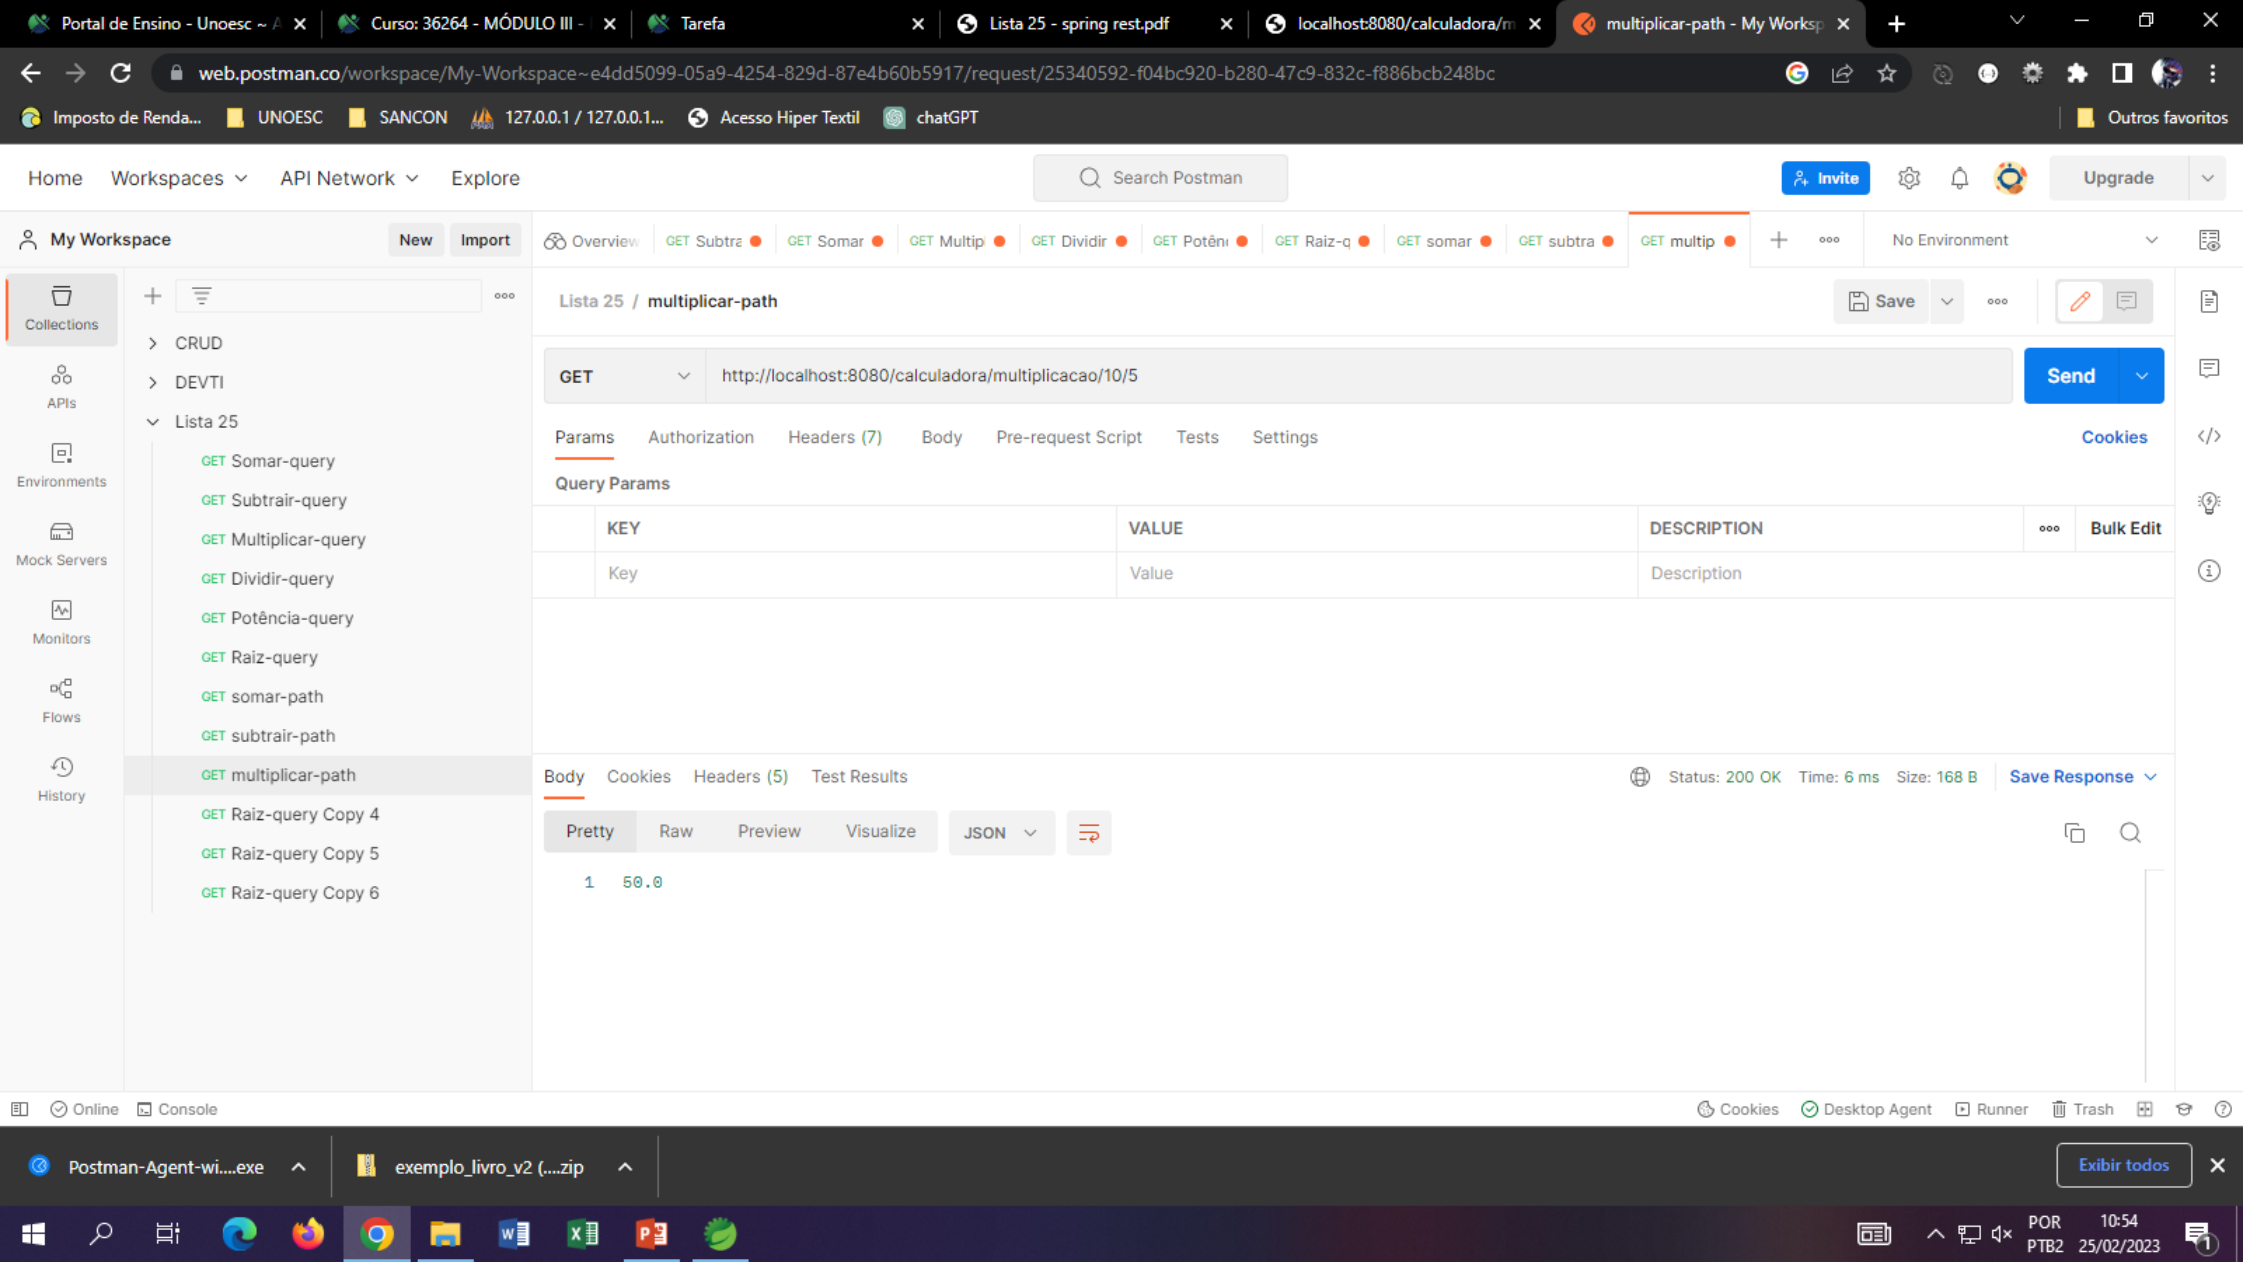 Portal de Ensino - Unoesc ~ A
Curso: 36264 - MÓDULO III -
Tarefa
Lista 25 - spring rest.pdf
localhost:8080/calculadora/m
multiplicar-path - My Worksp
web.postman.co/workspace/My-Workspace~e4dd5099-05a9-4254-829d-87e4b60b5917/request/25340592-f04bc920-b280-47c9-832c-f886bcb248bc
Imposto de Renda...
UNOESC
SANCON
127.0.0.1 / 127.0.0.1...
Acesso Hiper Textil
chatGPT
Outros favoritos
Home
Workspaces
API Network
Explore
Search Postman
Invite
Upgrade
My Workspace
New
Import
Overview
GET Subtra
GET Somar
GET Multip
GET Dividir
GET Potên
GET Raiz-q
GET somar
GET subtra
GET multip
No Environment
Collections
APIs
Environments
Mock Servers
Monitors
Flows
History
CRUD
DEVTI
Lista 25
GET Somar-query
GET Subtrair-query
GET Multiplicar-query
GET Dividir-query
GET Potência-query
GET Raiz-query
GET somar-path
GET subtrair-path
GET multiplicar-path
GET Raiz-query Copy 4
GET Raiz-query Copy 5
GET Raiz-query Copy 6
Lista 25 / multiplicar-path
Save
GET
http://localhost:8080/calculadora/multiplicacao/10/5
Send
Params
Authorization
Headers (7)
Body
Pre-request Script
Tests
Settings
Cookies
Query Params
KEY
VALUE
DESCRIPTION
Bulk Edit
Key
Value
Description
Body
Cookies
Headers (5)
Test Results
Status: 200 OK
Time: 6 ms
Size: 168 B
Save Response
Pretty
Raw
Preview
Visualize
JSON
1 50.0
Online
Console
Cookies
Desktop Agent
Runner
Trash
Postman-Agent-wi....exe
exemplo_livro_v2 (....zip
Exibir todos
POR
PTB2
10:54
25/02/2023
1